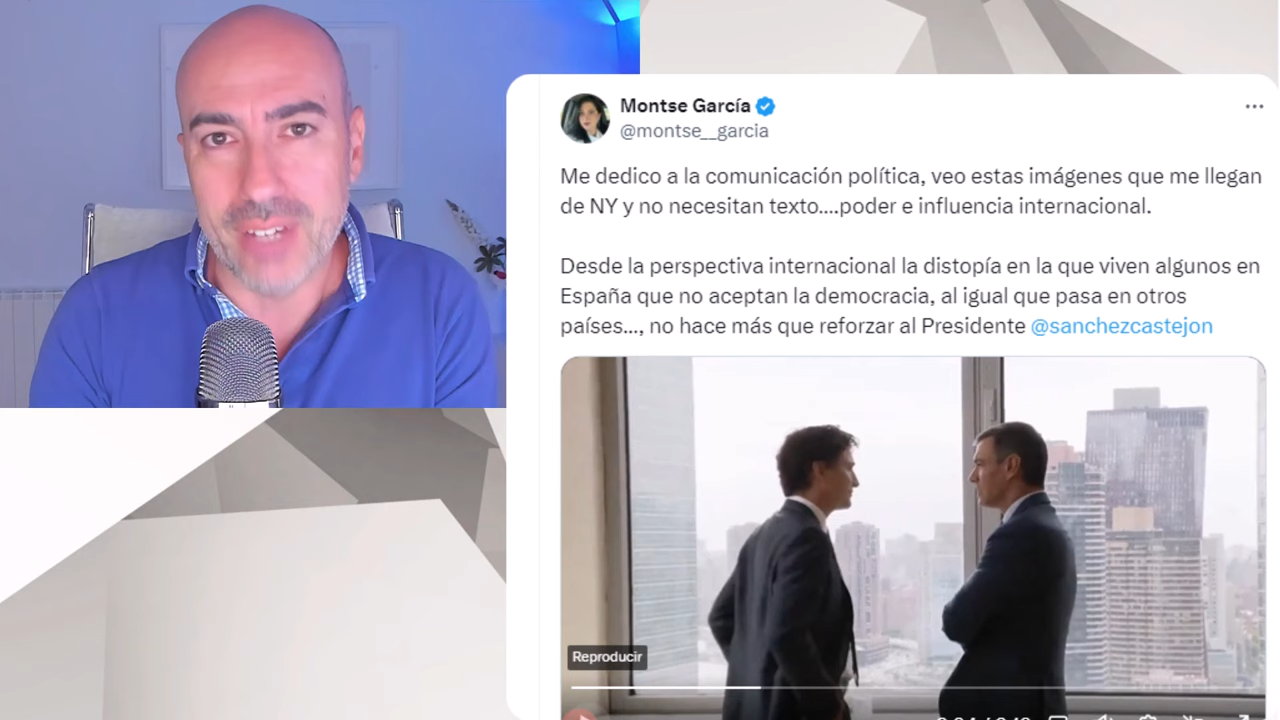 Montse García
@montse__garcia
Me dedico a la comunicación política, veo estas imágenes que me llegan
de NY y no necesitan texto....poder e influencia internacional.
Desde la perspectiva internacional la distopía en la que viven algunos en
España que no aceptan la democracia, al igual que pasa en otros
países..., no hace más que reforzar al Presidente @sanchezcastejon
Reproducir